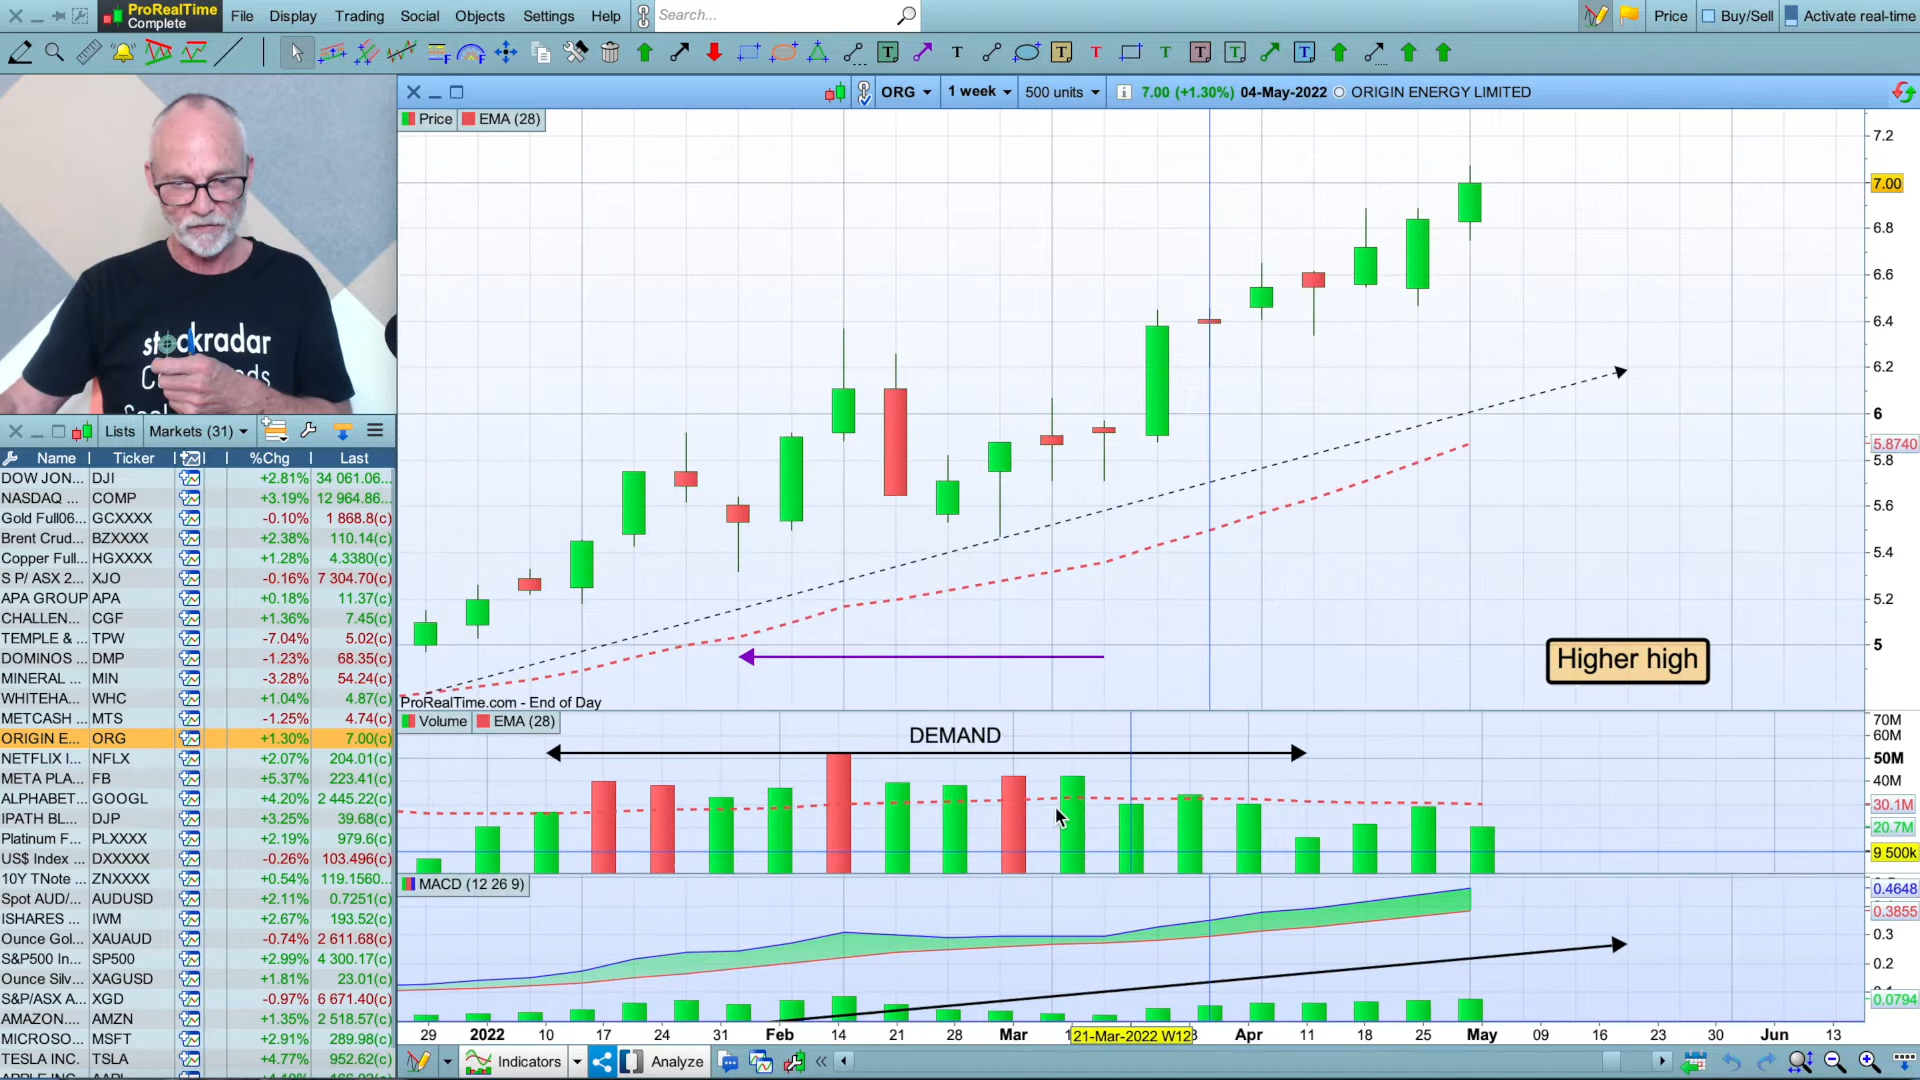 ProRealTime
Complete
File Display Trading Social Objects Settings Help Search... Price Buy/Sell Activate real-time
ORG 1 week 500 units 7.00 (+1.30%) 04-May-2022 ORIGIN ENERGY LIMITED
Price EMA (28)
7.2
7.00
6.8
6.6
6.4
6.2
6
5.8740
5.8
5.6
5.4
5.2
5
Higher high
ProRealTime.com - End of Day
stockradar
Lists Markets (31)
Name Ticker %Chg Last
DOW JON... DJI +2.81% 34 061.06...
NASDAQ ... COMP +3.19% 12 964.86...
Gold Full06... GCXXXX -0.10% 1 868.8(c)
Brent Crud... BZXXXX +2.38% 110.14(c)
Copper Full... HGXXXX +1.28% 4.3380(c)
S P/ ASX 2... XJO -0.16% 7 304.70(c)
APA GROUP APA +0.18% 11.37(c)
CHALLEN... CGF +1.36% 7.45(c)
TEMPLE & ... TPW -7.04% 5.02(c)
DOMINOS ... DMP -1.23% 68.35(c)
MINERAL ... MIN -3.28% 54.24(c)
WHITEHA... WHC +1.04% 4.87(c)
METCASH ... MTS -1.25% 4.74(c)
ORIGIN E... ORG +1.30% 7.00(c)
NETFLIX I... NFLX +2.07% 204.01(c)
META PLA... FB +5.37% 223.41(c)
ALPHABET... GOOGL +4.20% 2 445.22(c)
IPATH BL... DJP +3.25% 39.68(c)
Platinum F... PLXXXX +2.19% 979.6(c)
US$ Index ... DXXXXX -0.26% 103.496(c)
10Y TNote ... ZNXXXX +0.54% 119.1560...
Spot AUD/... AUDUSD +2.11% 0.7251(c)
ISHARES ... IWM +2.67% 193.52(c)
Ounce Gol... XAUAUD -0.74% 2 611.68(c)
S&P500 In... SP500 +2.99% 4 300.17(c)
Ounce Silv... XAGUSD +1.81% 23.01(c)
S&P/ASX A... XGD -0.97% 6 671.40(c)
AMAZON.... AMZN +1.35% 2 518.57(c)
MICROSO... MSFT +2.91% 289.98(c)
TESLA INC. TSLA +4.77% 952.62(c)
Volume EMA (28)
DEMAND
70M
60M
50M
40M
30.1M
20.7M
9 500k
MACD (12 26 9)
0.4648
0.3855
0.3
0.2
0.0794
29 2022 10 17 24 Feb 14 21 28 Mar 21-Mar-2022 W12 Apr 11 18 25 May 09 16 23 30 Jun 13
Indicators Analyze